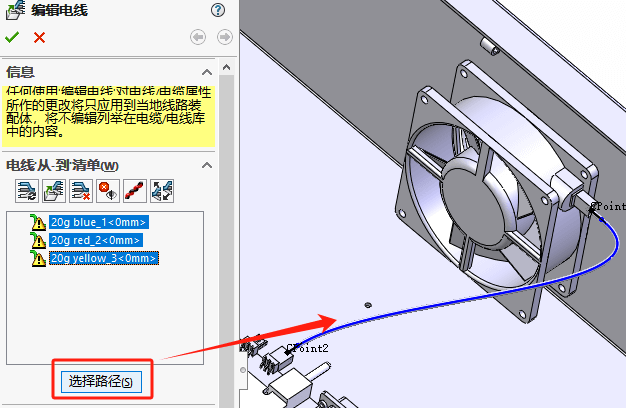 编辑电线
信息
任何使用‘编辑电线’对电线/电缆属性
所作的更改将只应用到当地线路装
配体，将不编辑列举在电缆/电线库
中的内容。
电线‘从-到’清单(W)
20g blue_1<0mm>
20g red_2<0mm>
20g yellow_3<0mm>
选择路径(S)
CPoint
CPoint2